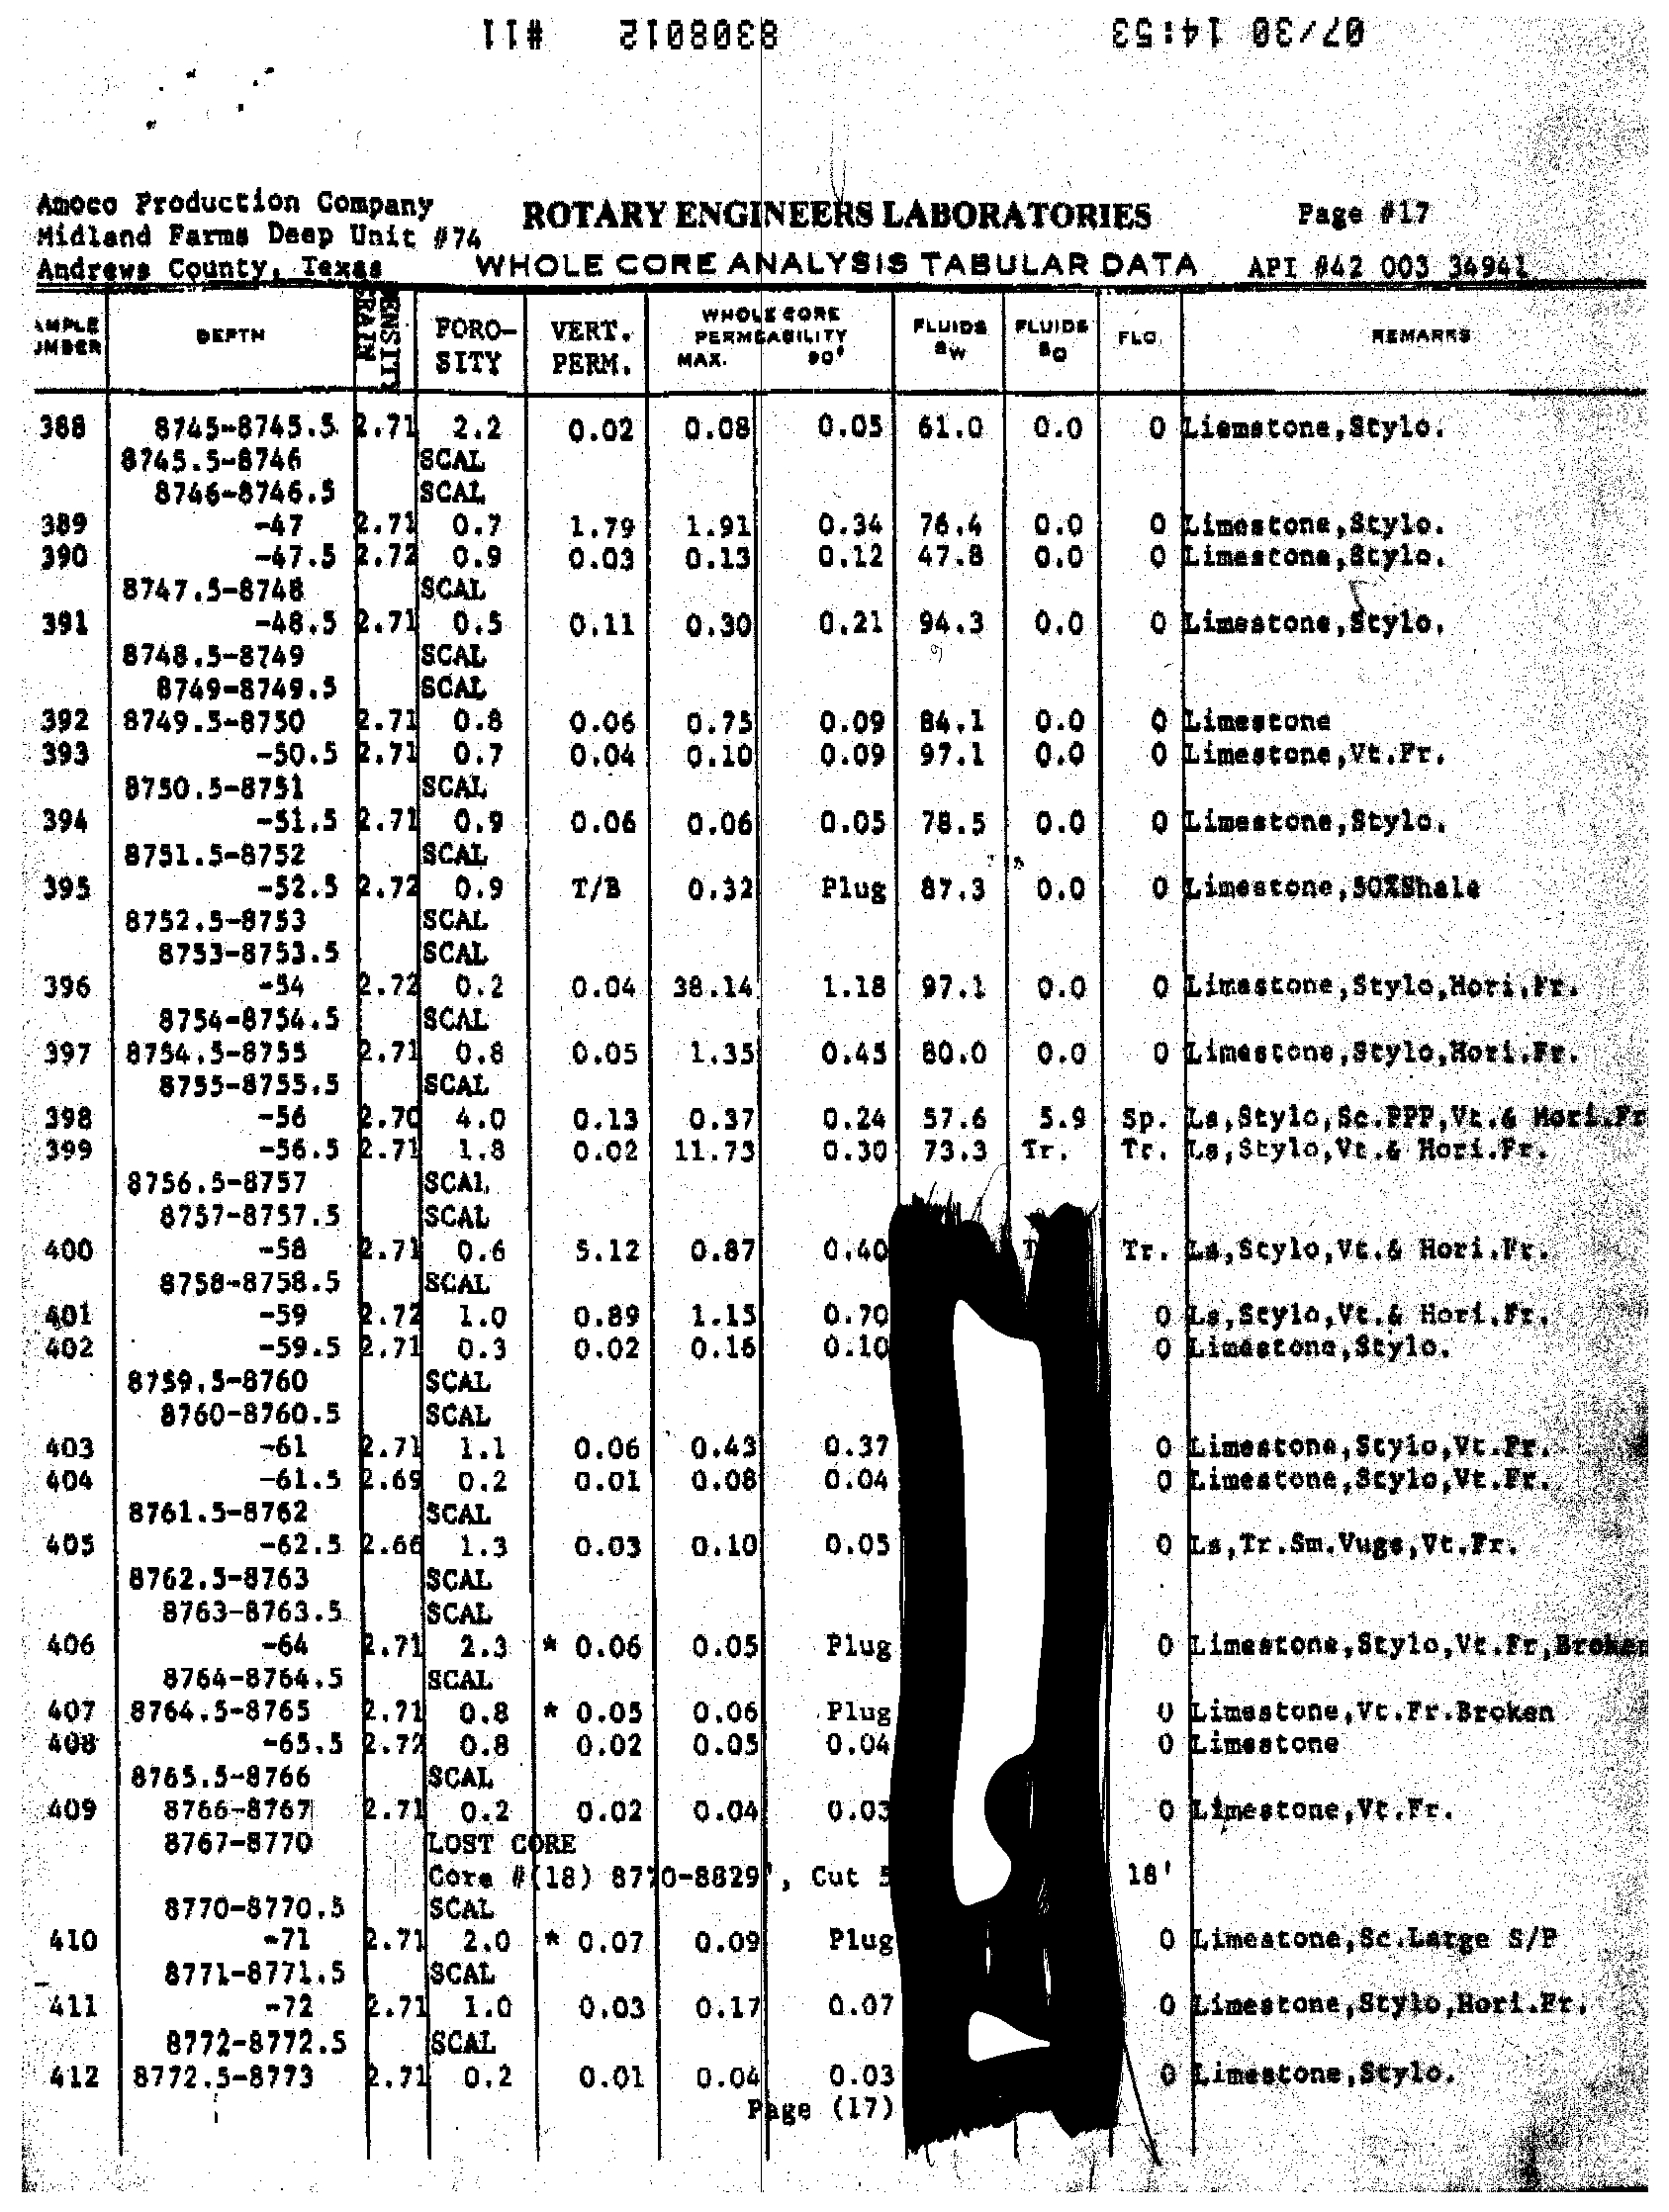 07/30 14:53 8308012 #11
Amoco Production Company
ROTARY ENGINEERS LABORATORIES Page #17
Midland Farms Deep Unit #74
Andrews County, Texas WHOLE CORE ANALYSIS TABULAR DATA API #42 003 34941
AMPLE UMBER DEPTH GRAIN DENSITY PORO-SITY VERT. PERM. WHOLE CORE PERMEABILITY MAX. 90° FLUIDS SW FLUIDS SO FLO. REMARKS
388 8745-8745.5 2.71 2.2 0.02 0.08 0.05 61.0 0.0 0 Liemstone,Stylo.
8745.5-8746 SCAL
8746-8746.5 SCAL
389 -47 2.71 0.7 1.79 1.91 0.34 76.4 0.0 0 Limestone,Stylo.
390 -47.5 2.72 0.9 0.03 0.13 0.12 47.8 0.0 0 Limestone,Stylo.
8747.5-8748 SCAL
391 -48.5 2.71 0.5 0.11 0.30 0.21 94.3 0.0 0 Limestone,Stylo.
8748.5-8749 SCAL
8749-8749.5 SCAL
392 8749.5-8750 2.71 0.8 0.06 0.75 0.09 84.1 0.0 0 Limestone
393 -50.5 2.71 0.7 0.04 0.10 0.09 97.1 0.0 0 Limestone,Vt.Fr.
8750.5-8751 SCAL
394 -51.5 2.71 0.9 0.06 0.06 0.05 78.5 0.0 0 Limestone,Stylo.
8751.5-8752 SCAL
395 -52.5 2.72 0.9 T/B 0.32 Plug 87.3 0.0 0 Limestone,50%Shale
8752.5-8753 SCAL
8753-8753.5 SCAL
396 -54 2.72 0.2 0.04 38.14 1.18 97.1 0.0 0 Limestone,Stylo,Hori.Fr.
8754-8754.5 SCAL
397 8754.5-8755 2.71 0.8 0.05 1.35 0.45 80.0 0.0 0 Limestone,Stylo,Hori.Fr.
8755-8755.5 SCAL
398 -56 2.70 4.0 0.13 0.37 0.24 57.6 5.9 Sp. Ls,Stylo,Sc.PPP,Vt.& Hori.Fr
399 -56.5 2.71 1.8 0.02 11.73 0.30 73.3 Tr. Tr. Ls,Stylo,Vt.& Hori.Fr.
8756.5-8757 SCAL
8757-8757.5 SCAL
400 -58 2.71 0.6 5.12 0.87 0.40 Tr. Ls,Stylo,Vt.& Hori.Fr.
8758-8758.5 SCAL
401 -59 2.72 1.0 0.89 1.15 0.70 0 Ls,Stylo,Vt.& Hori.Fr.
402 -59.5 2.71 0.3 0.02 0.16 0.10 0 Limestone,Stylo.
8759.5-8760 SCAL
8760-8760.5 SCAL
403 -61 2.71 1.1 0.06 0.43 0.37 0 Limestone,Stylo,Vt.Fr.
404 -61.5 2.69 0.2 0.01 0.08 0.04 0 Limestone,Stylo,Vt.Fr.
8761.5-8762 SCAL
405 -62.5 2.66 1.3 0.03 0.10 0.05 0 Ls,Tr.Sm.Vugs,Vt.Fr.
8762.5-8763 SCAL
8763-8763.5 SCAL
406 -64 2.71 2.3 * 0.06 0.05 Plug 0 Limestone,Stylo,Vt.Fr,Broken
8764-8764.5 SCAL
407 8764.5-8765 2.71 0.8 * 0.05 0.06 Plug 0 Limestone,Vt.Fr.Broken
408 -65.5 2.72 0.8 0.02 0.05 0.04 0 Limestone
8765.5-8766 SCAL
409 8766-8767 2.71 0.2 0.02 0.04 0.03 0 Limestone,Vt.Fr.
8767-8770 LOST CORE
Core #(18) 8770-8829', Cut 5 18'
8770-8770.5 SCAL
410 -71 2.71 2.0 * 0.07 0.09 Plug 0 Limestone,Sc.Large S/P
8771-8771.5 SCAL
411 -72 2.71 1.0 0.03 0.17 0.07 0 Limestone,Stylo,Hori.Fr.
8772-8772.5 SCAL
412 8772.5-8773 2.71 0.2 0.01 0.04 0.03 0 Limestone,Stylo.
Page (17)